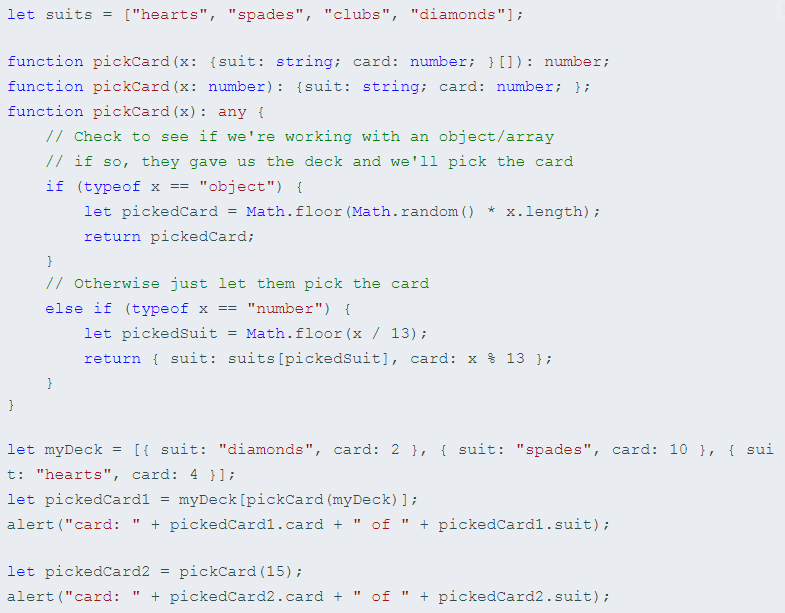 let suits = ["hearts", "spades", "clubs", "diamonds"];
function pickCard(x: {suit: string; card: number; }[]): number;
function pickCard(x: number): {suit: string; card: number; };
function pickCard(x): any {
    // Check to see if we're working with an object/array
    // if so, they gave us the deck and we'll pick the card
    if (typeof x == "object") {
        let pickedCard = Math.floor(Math.random() * x.length);
        return pickedCard;
    }
    // Otherwise just let them pick the card
    else if (typeof x == "number") {
        let pickedSuit = Math.floor(x / 13);
        return { suit: suits[pickedSuit], card: x % 13 };
    }
}
let myDeck = [{ suit: "diamonds", card: 2 }, { suit: "spades", card: 10 }, { sui
t: "hearts", card: 4 }];
let pickedCard1 = myDeck[pickCard(myDeck)];
alert("card: " + pickedCard1.card + " of " + pickedCard1.suit);
let pickedCard2 = pickCard(15);
alert("card: " + pickedCard2.card + " of " + pickedCard2.suit);